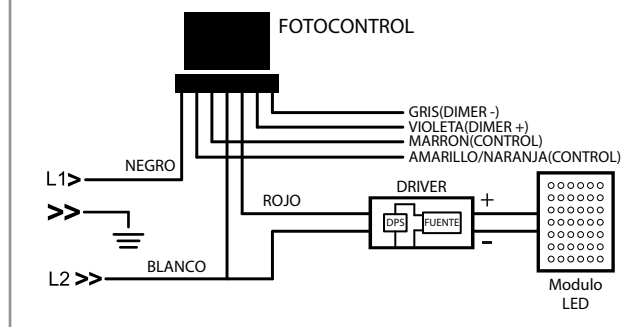 FOTOCONTROL
GRIS(DIMER -)
VIOLETA(DIMER +)
MARRON(CONTROL)
AMARILLO/NARANJA(CONTROL)
NEGRO
L1>
>>
ROJO
DRIVER
DPS
FUENTE
+
-
L2 >>
BLANCO
Modulo
LED